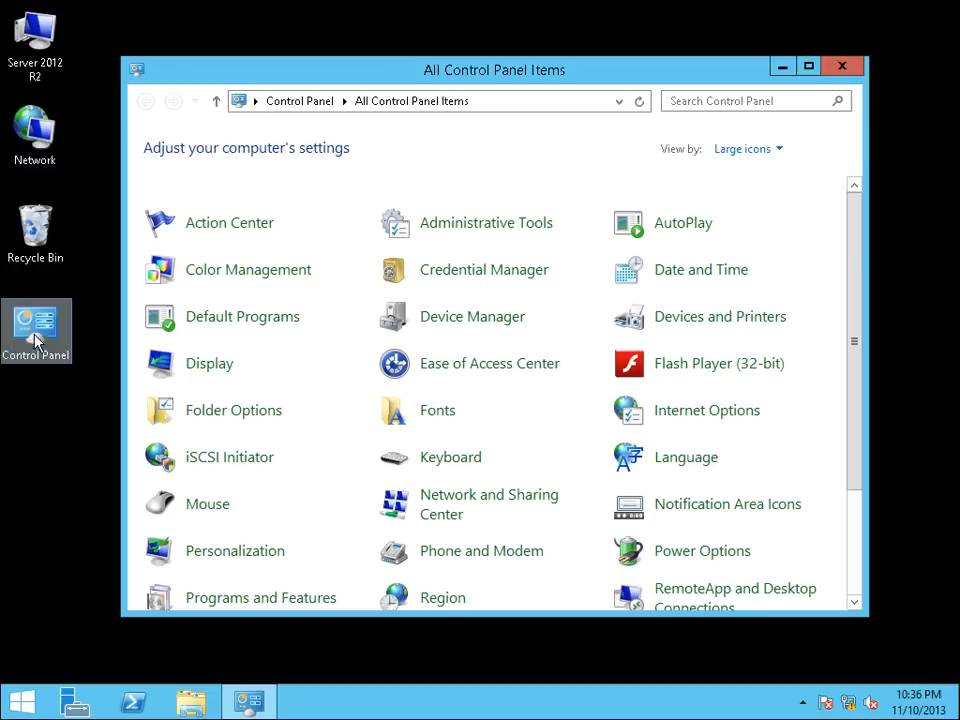 Server 2012
R2
Network
Recycle Bin
Control Panel
All Control Panel Items
Control Panel
All Control Panel Items
Search Control Panel
Adjust your computer's settings
View by: Large icons
Action Center
Administrative Tools
AutoPlay
Color Management
Credential Manager
Date and Time
Default Programs
Device Manager
Devices and Printers
Display
Ease of Access Center
Flash Player (32-bit)
Folder Options
Fonts
Internet Options
iSCSI Initiator
Keyboard
Language
Mouse
Network and Sharing
Center
Notification Area Icons
Personalization
Phone and Modem
Power Options
Programs and Features
Region
RemoteApp and Desktop
Connections
10:36 PM
11/10/2013